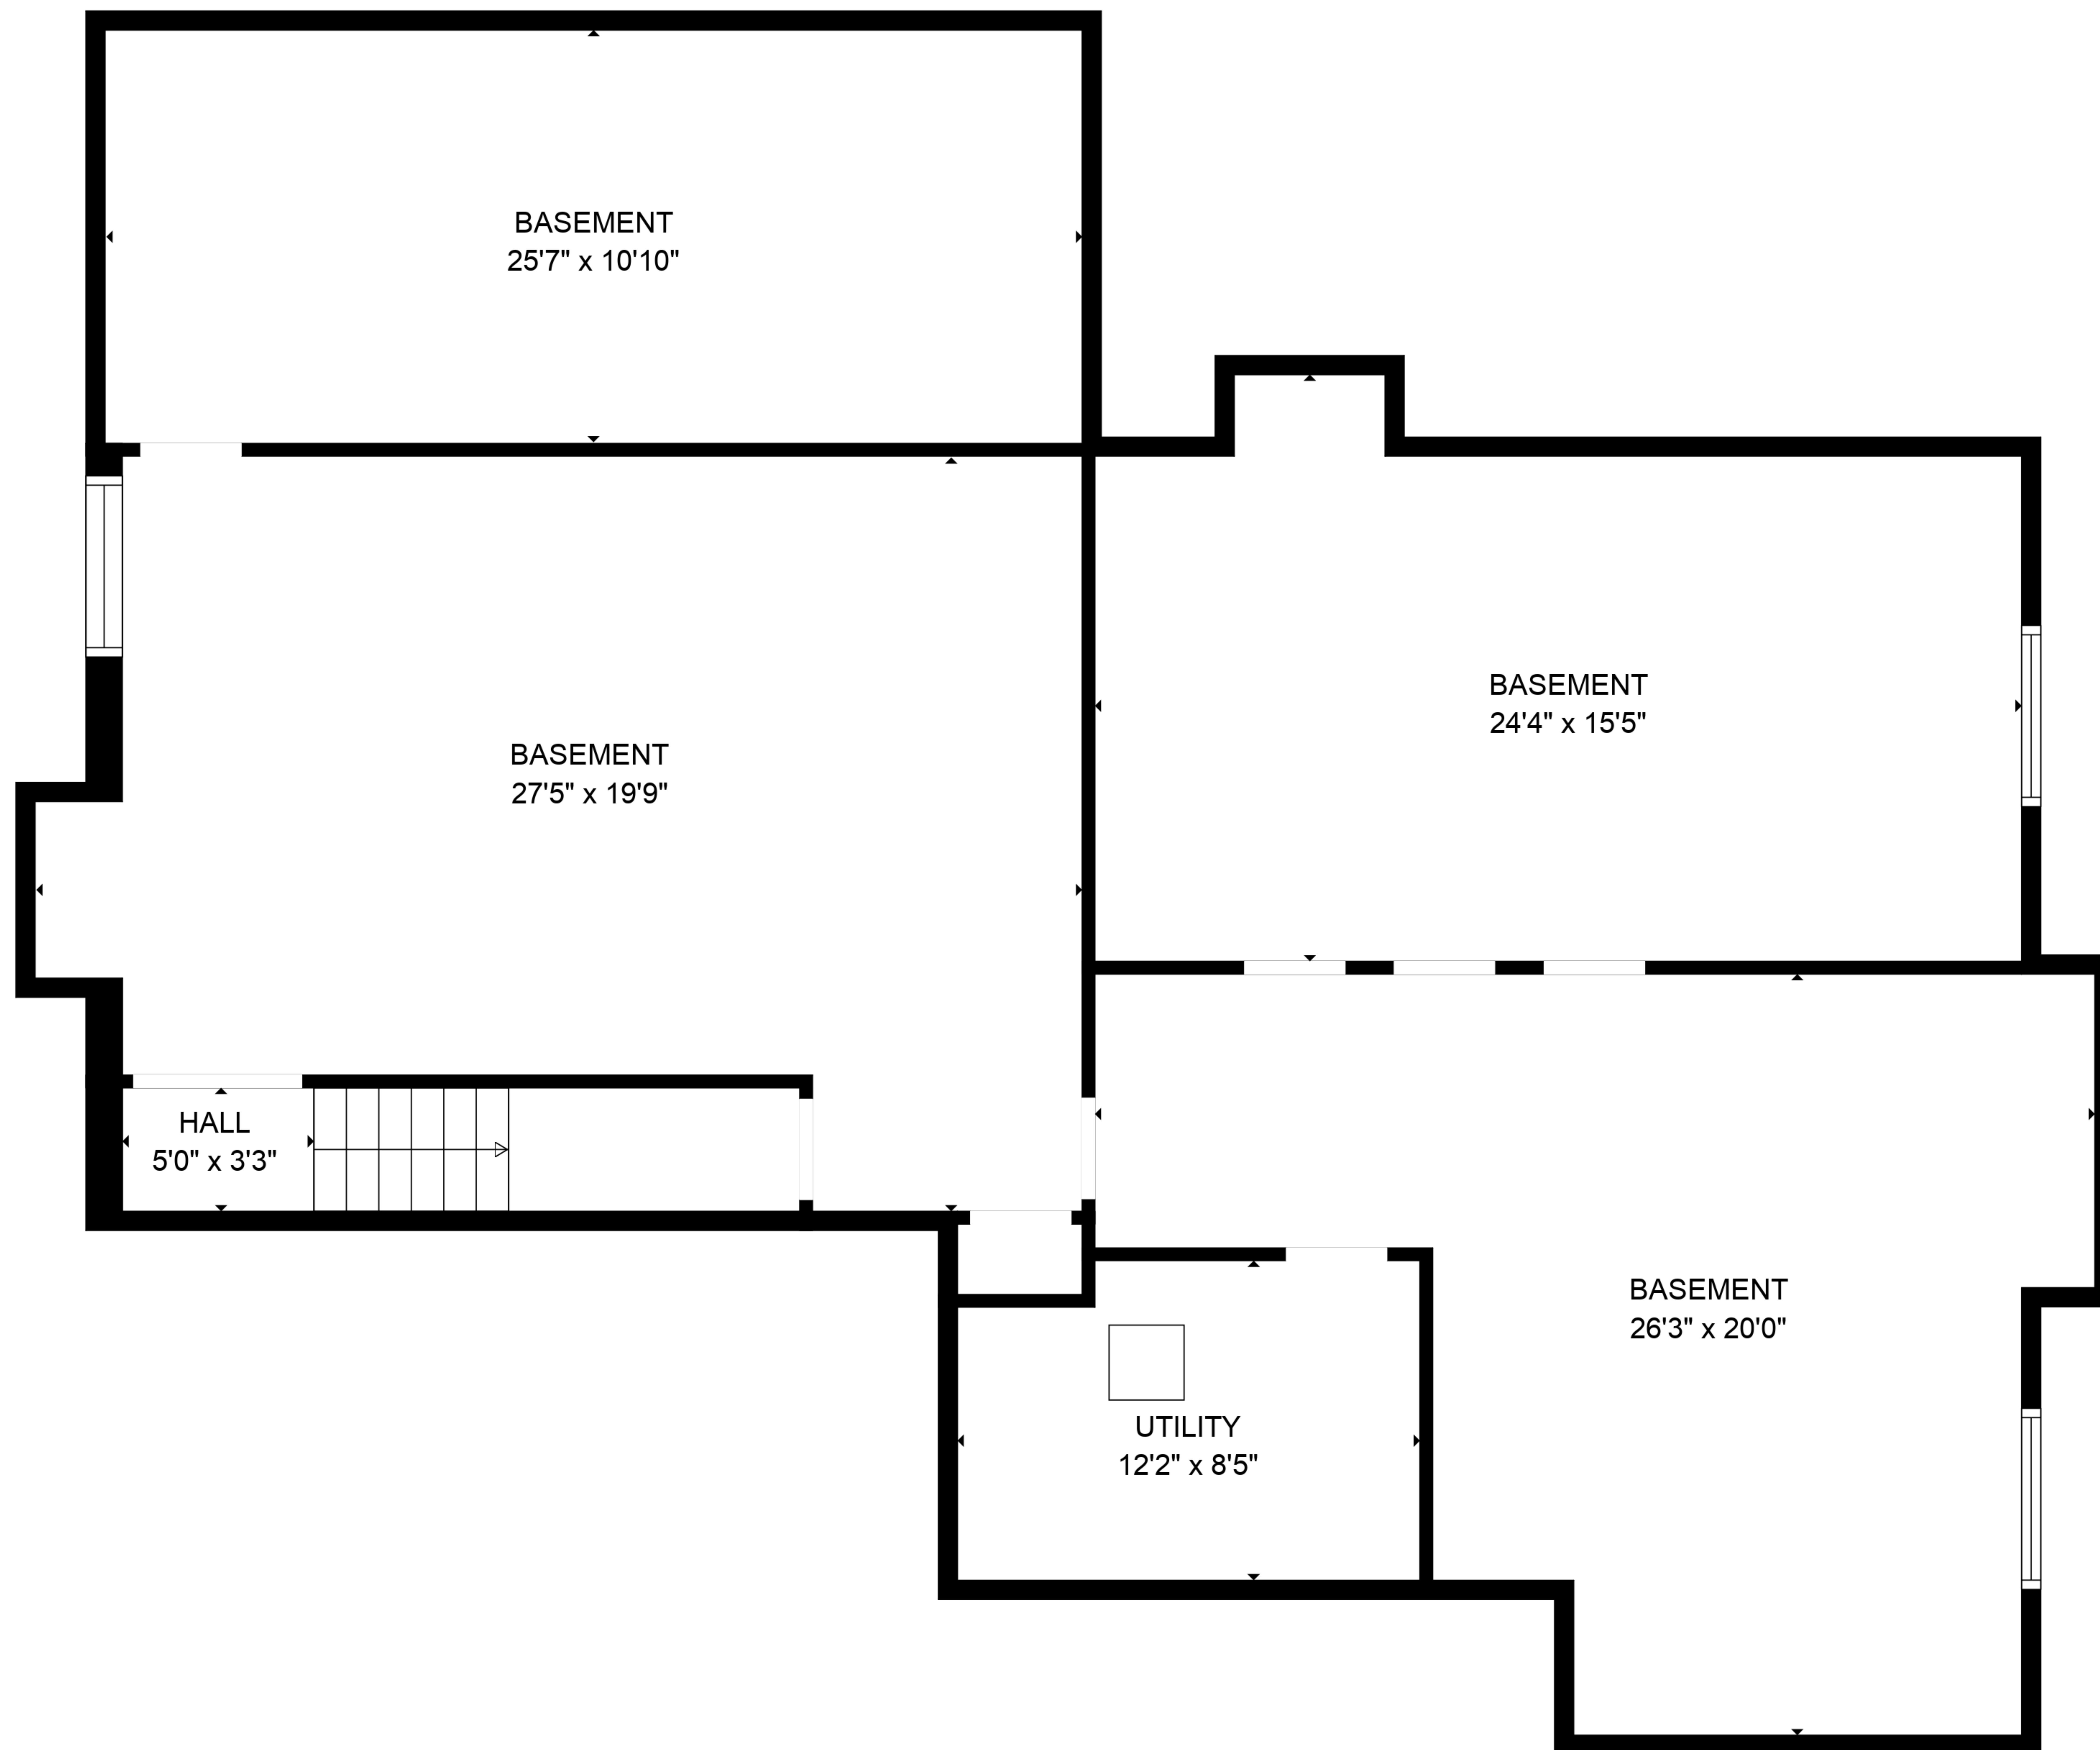 BASEMENT
25'7" x 10'10"
BASEMENT
24'4" x 15'5"
BASEMENT
27'5" x 19'9"
HALL
5'0" x 3'3"
BASEMENT
26'3" x 20'0"
UTILITY
12'2" x 8'5"